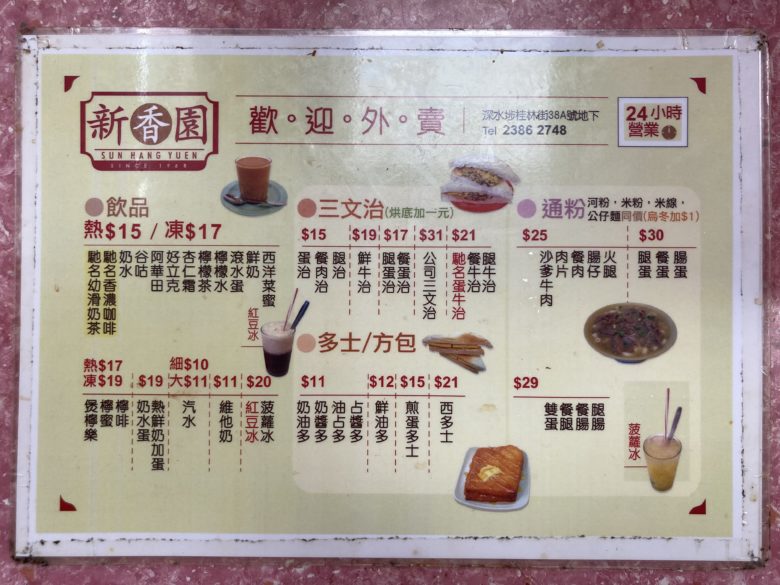 新香園
SUN HANG YUEN
SINCE 1968
歡。迎。外。賣
深水埗桂林街38A號地下
Tel 2386 2748
24小時
營業
飲品
熱$15 / 凍$17
西洋菜蜜
鮮奶
滾水蛋
檸檬水
檸檬茶
杏仁霜
好立克
阿華田
谷咕
奶水
馳名香濃咖啡
馳名幼滑奶茶
紅豆冰
熱$17
凍$19
檸啡
檸蜜
煲檸樂
$19
熱鮮奶加蛋
奶水蛋
細$10
大$11
汽水
$11
維他奶
$20
菠蘿冰
紅豆冰
三文治(烘底加一元)
$15
腿治
餐肉治
蛋治
$19
鮮牛治
$17
餐蛋治
腿蛋治
$31
公司三文治
$21
腿牛治
餐牛治
馳名蛋牛治
多士/方包
$11
占醬多
油占多
奶醬多
奶油多
$12
鮮油多
$15
煎蛋多士
$21
西多士
通粉
河粉，米粉，米線，
公仔麵同價(烏冬加$1)
$25
火腿
腸仔
餐肉
肉片
沙爹牛肉
$30
腸蛋
餐蛋
腿蛋
$29
腿腸
餐腸
餐腿
雙蛋
菠蘿冰